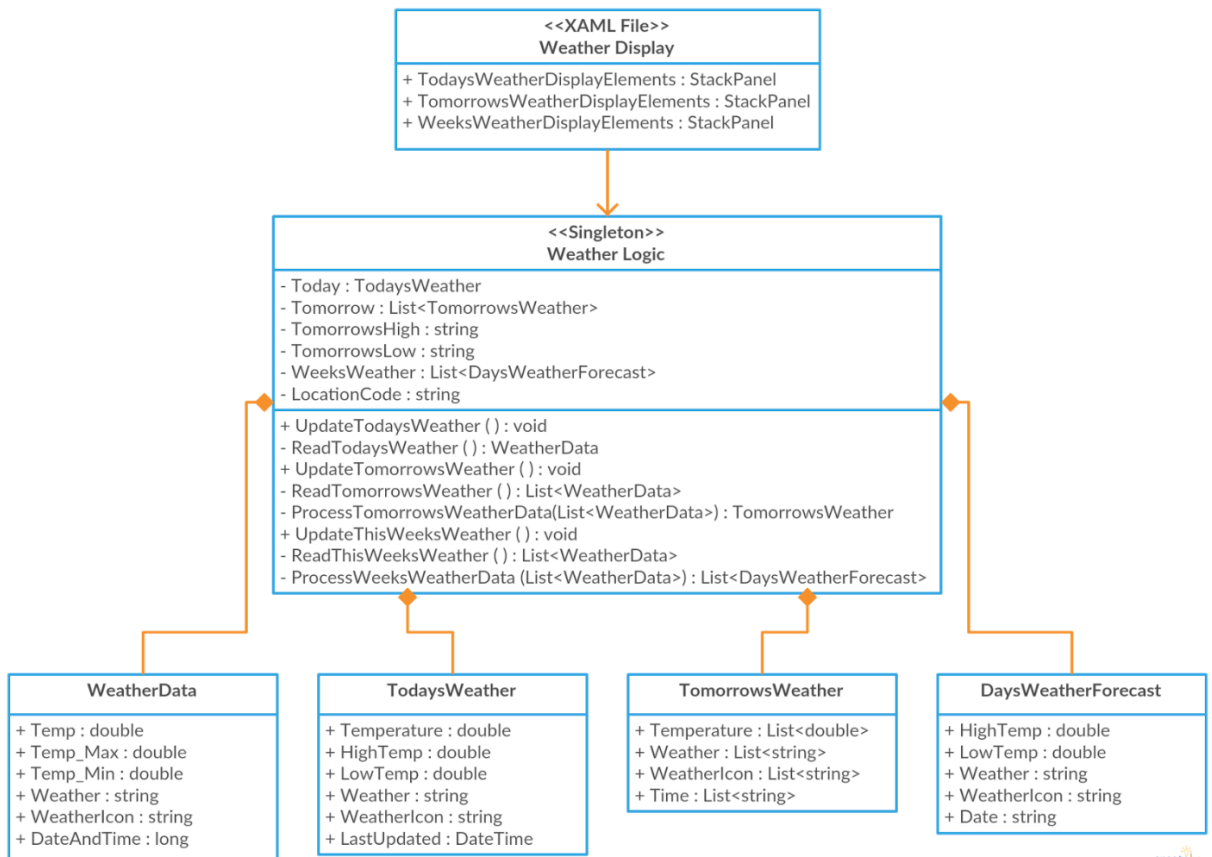 <<XAML File>>
Weather Display
+ TodaysWeatherDisplayElements : StackPanel
+ TomorrowsWeatherDisplayElements : StackPanel
+ WeeksWeatherDisplayElements : StackPanel
<<Singleton>>
Weather Logic
- Today : TodaysWeather
- Tomorrow : List<TomorrowsWeather>
- TomorrowsHigh : string
- TomorrowsLow : string
- WeeksWeather : List<DaysWeatherForecast>
- LocationCode : string
+ UpdateTodaysWeather ( ) : void
- ReadTodaysWeather ( ) : WeatherData
+ UpdateTomorrowsWeather ( ) : void
- ReadTomorrowsWeather ( ) : List<WeatherData>
- ProcessTomorrowsWeatherData(List<WeatherData>) : TomorrowsWeather
+ UpdateThisWeeksWeather ( ) : void
- ReadThisWeeksWeather ( ) : List<WeatherData>
- ProcessWeeksWeatherData (List<WeatherData>) : List<DaysWeatherForecast>
WeatherData
+ Temp : double
+ Temp_Max : double
+ Temp_Min : double
+ Weather : string
+ WeatherIcon : string
+ DateAndTime : long
TodaysWeather
+ Temperature : double
+ HighTemp : double
+ LowTemp : double
+ Weather : string
+ WeatherIcon : string
+ LastUpdated : DateTime
TomorrowsWeather
+ Temperature : List<double>
+ Weather : List<string>
+ WeatherIcon : List<string>
+ Time : List<string>
DaysWeatherForecast
+ HighTemp : double
+ LowTemp : double
+ Weather : string
+ WeatherIcon : string
+ Date : string